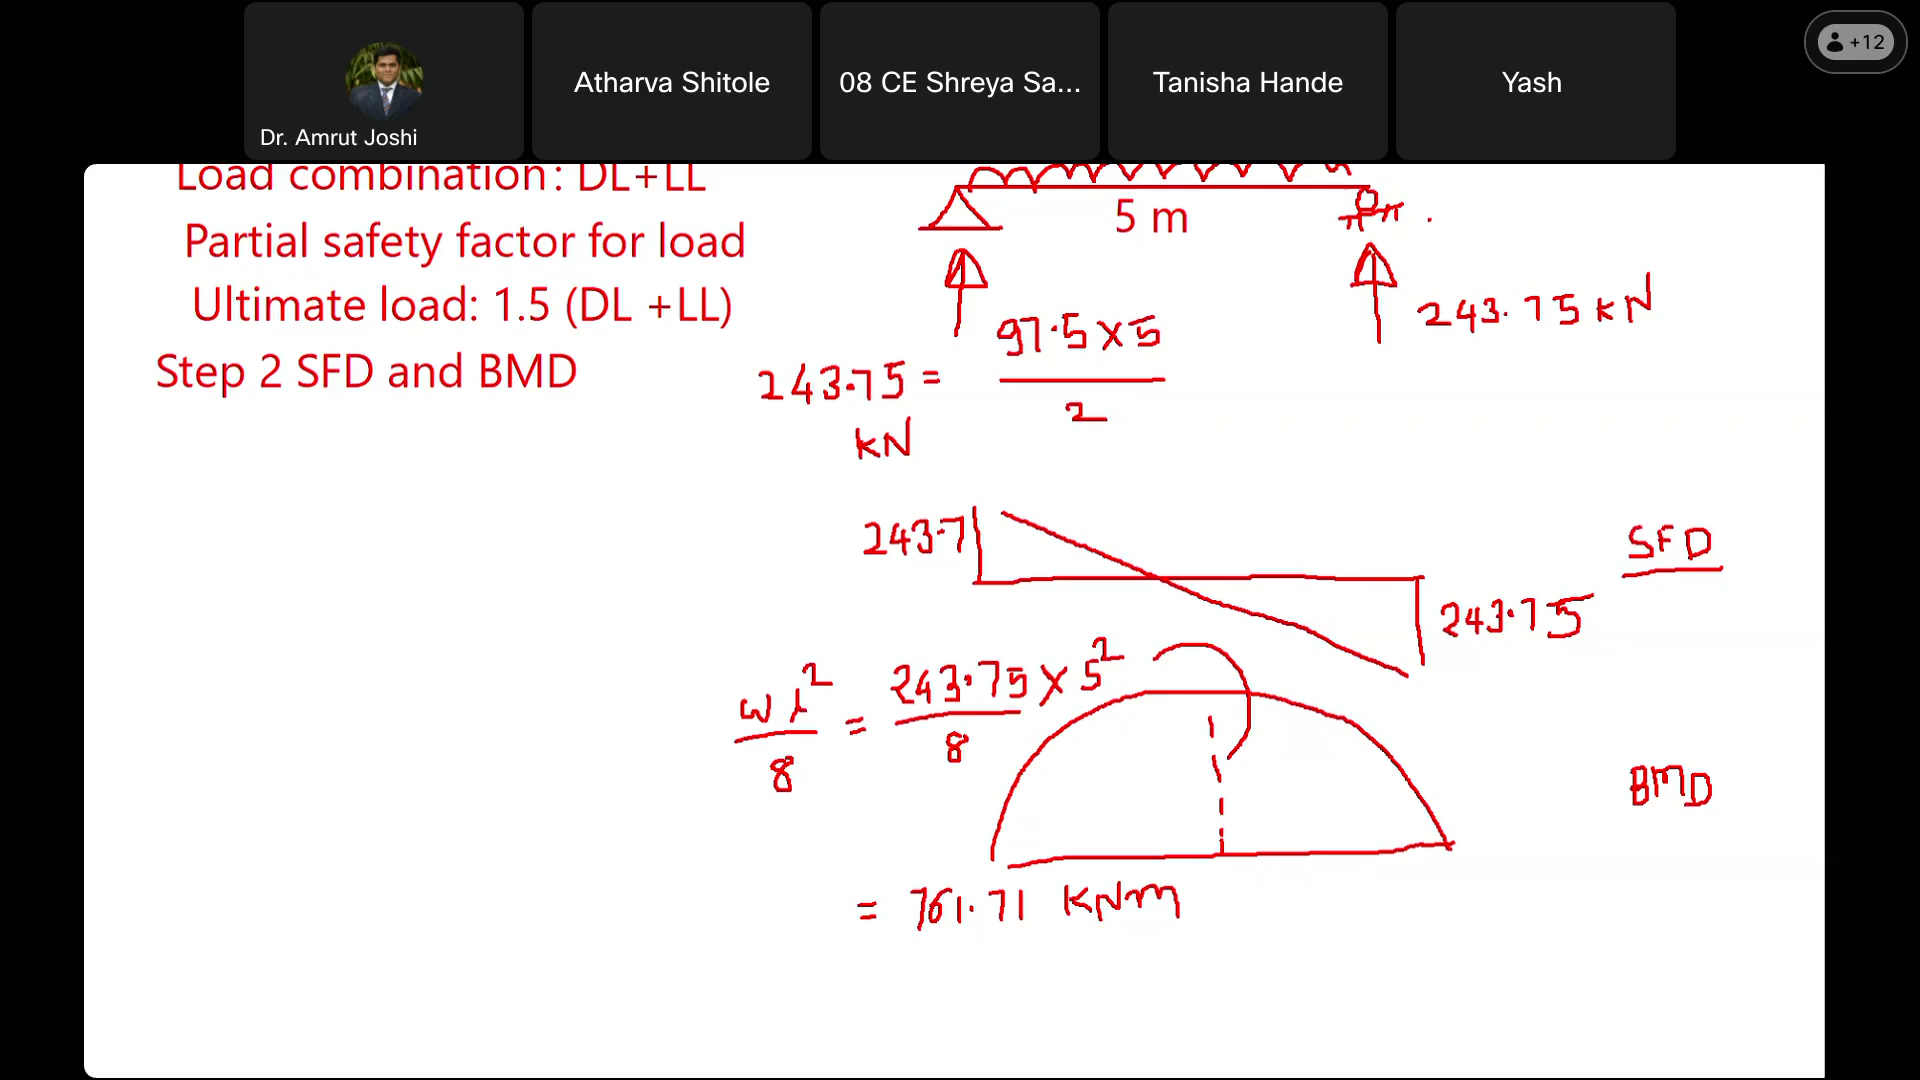 Dr. Amrut Joshi
Atharva Shitole
08 CE Shreya Sa...
Tanisha Hande
Yash
+12
Load combination: DL+LL
Partial safety factor for load
Ultimate load: 1.5 (DL +LL)
Step 2 SFD and BMD
5 m
243.75 KN
243.75 = 97.5 × 5
2
KN
243.7
SFD
243.75
wl² = 243.75 × 5²
8 8
BMD
= 761.71 KNm